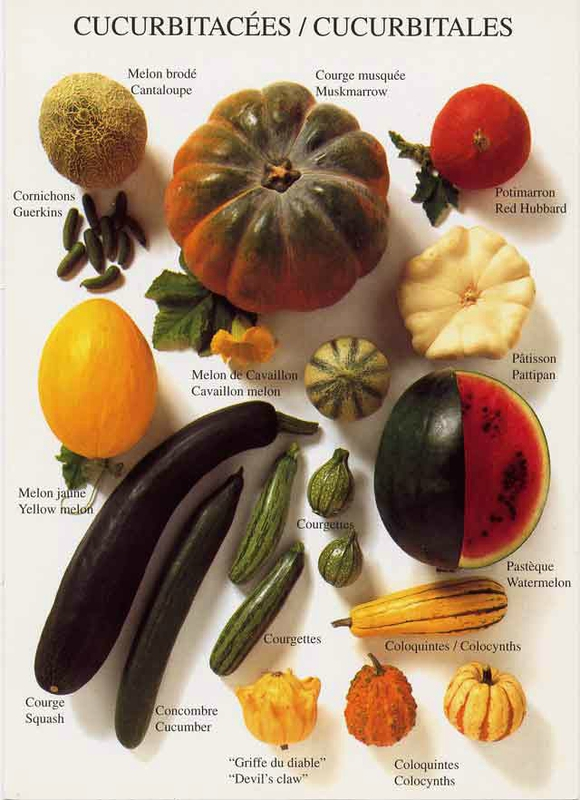 CUCURBITACÉES / CUCURBITALES
Melon brodé
Cantaloupe
Courge musquée
Muskmarrow
Cornichons
Guerkins
Potimarron
Red Hubbard
Pâtisson
Pattipan
Melon de Cavaillon
Cavaillon melon
Melon jaune
Yellow melon
Courgettes
Pastèque
Watermelon
Courgettes
Coloquintes / Colocynths
Courge
Squash
Concombre
Cucumber
“Griffe du diable”
“Devil’s claw”
Coloquintes
Colocynths